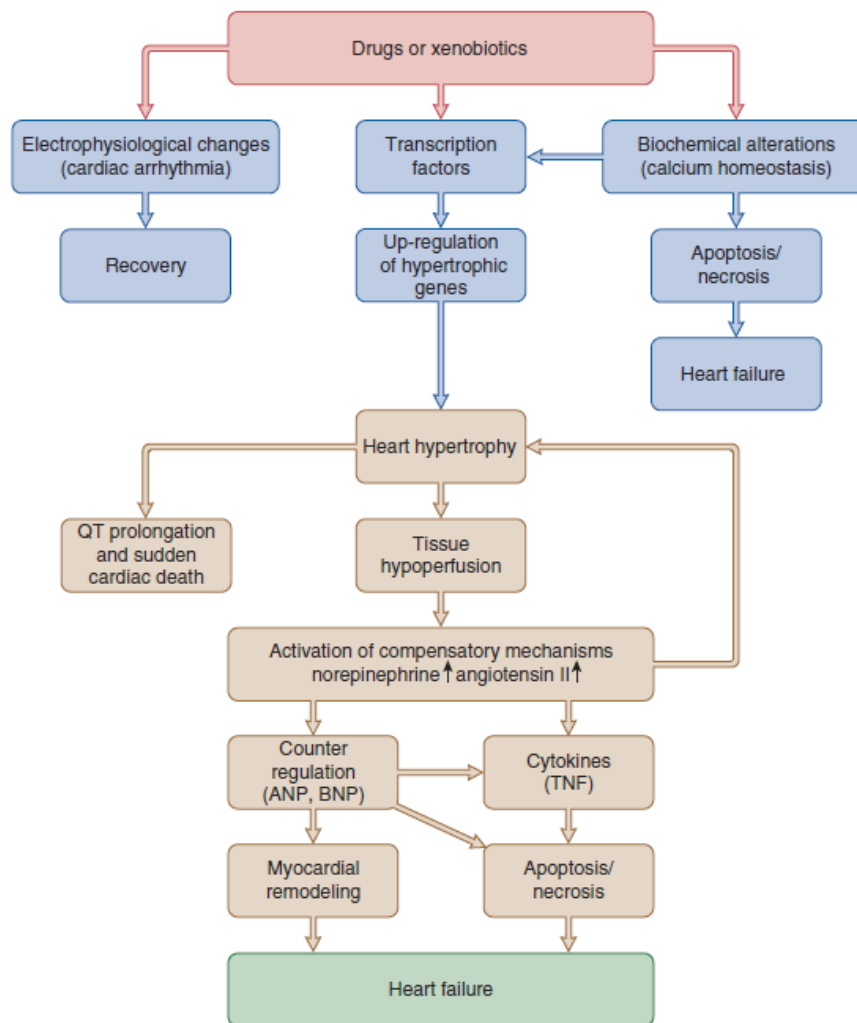 Drugs or xenobiotics
Electrophysiological changes
(cardiac arrhythmia)
Transcription
factors
Biochemical alterations
(calcium homeostasis)
Recovery
Up-regulation
of hypertrophic
genes
Apoptosis/
necrosis
Heart failure
Heart hypertrophy
QT prolongation
and sudden
cardiac death
Tissue
hypoperfusion
Activation of compensatory mechanisms
norepinephrine↑ angiotensin II↑
Counter
regulation
(ANP, BNP)
Cytokines
(TNF)
Myocardial
remodeling
Apoptosis/
necrosis
Heart failure